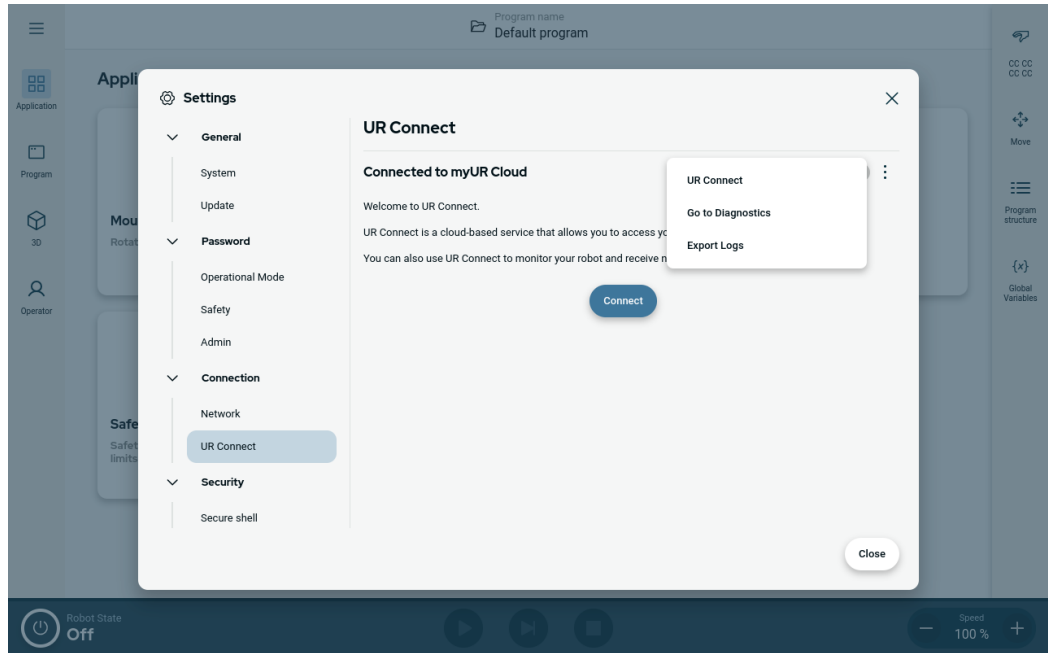 Program name
Default program
Application
Program
3D
Operator
Appli
Mou
Rotat
Safe
Safet
limits
Settings
General
System
Update
Password
Operational Mode
Safety
Admin
Connection
Network
UR Connect
Security
Secure shell
UR Connect
Connected to myUR Cloud
Welcome to UR Connect.
UR Connect is a cloud-based service that allows you to access yo
You can also use UR Connect to monitor your robot and receive n
Connect
UR Connect
Go to Diagnostics
Export Logs
Close
CC CC
CC CC
Move
Program
structure
{x}
Global
Variables
Robot State
Off
Speed
100 %